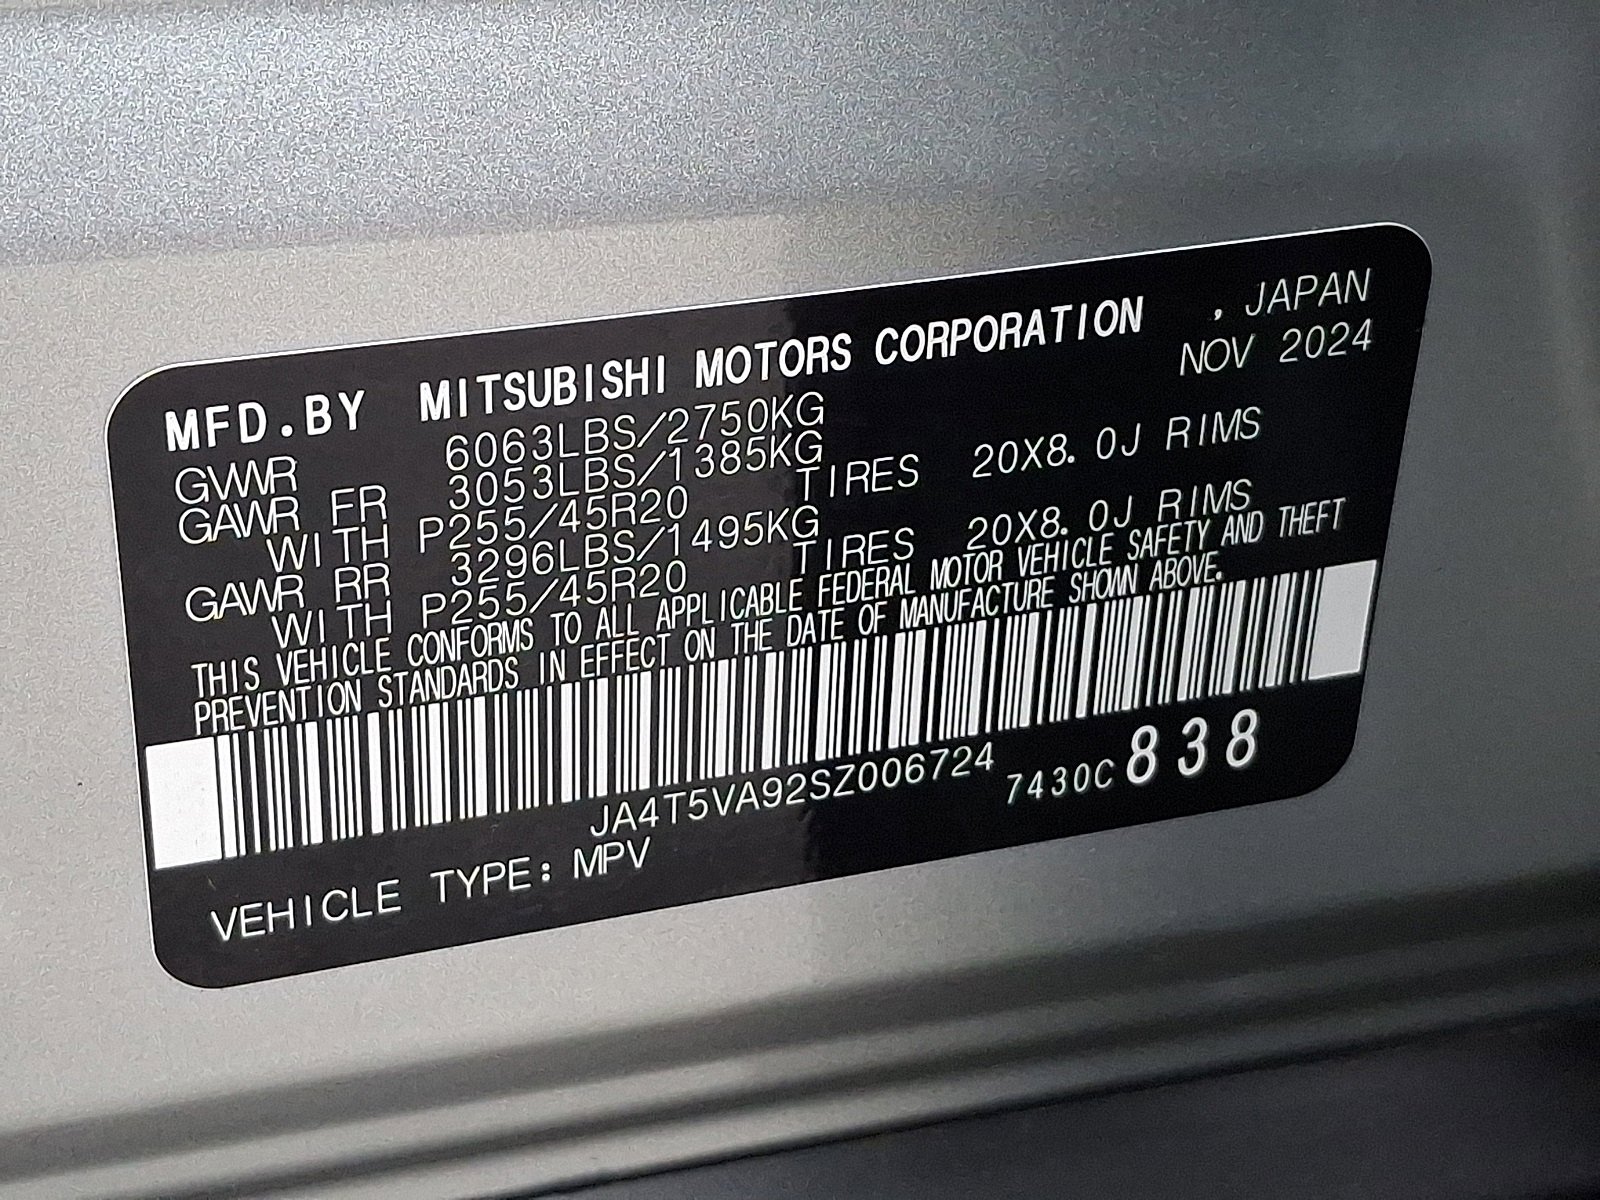 MFD.BY MITSUBISHI MOTORS CORPORATION , JAPAN
NOV 2024
GVWR 6063LBS/2750KG
GAWR FR 3053LBS/1385KG
WITH P255/45R20 TIRES 20X8.0J RIMS
GAWR RR 3296LBS/1495KG
WITH P255/45R20 TIRES 20X8.0J RIMS
THIS VEHICLE CONFORMS TO ALL APPLICABLE FEDERAL MOTOR VEHICLE SAFETY AND THEFT
PREVENTION STANDARDS IN EFFECT ON THE DATE OF MANUFACTURE SHOWN ABOVE.
JA4T5VA92SZ006724 7430C 838
VEHICLE TYPE: MPV